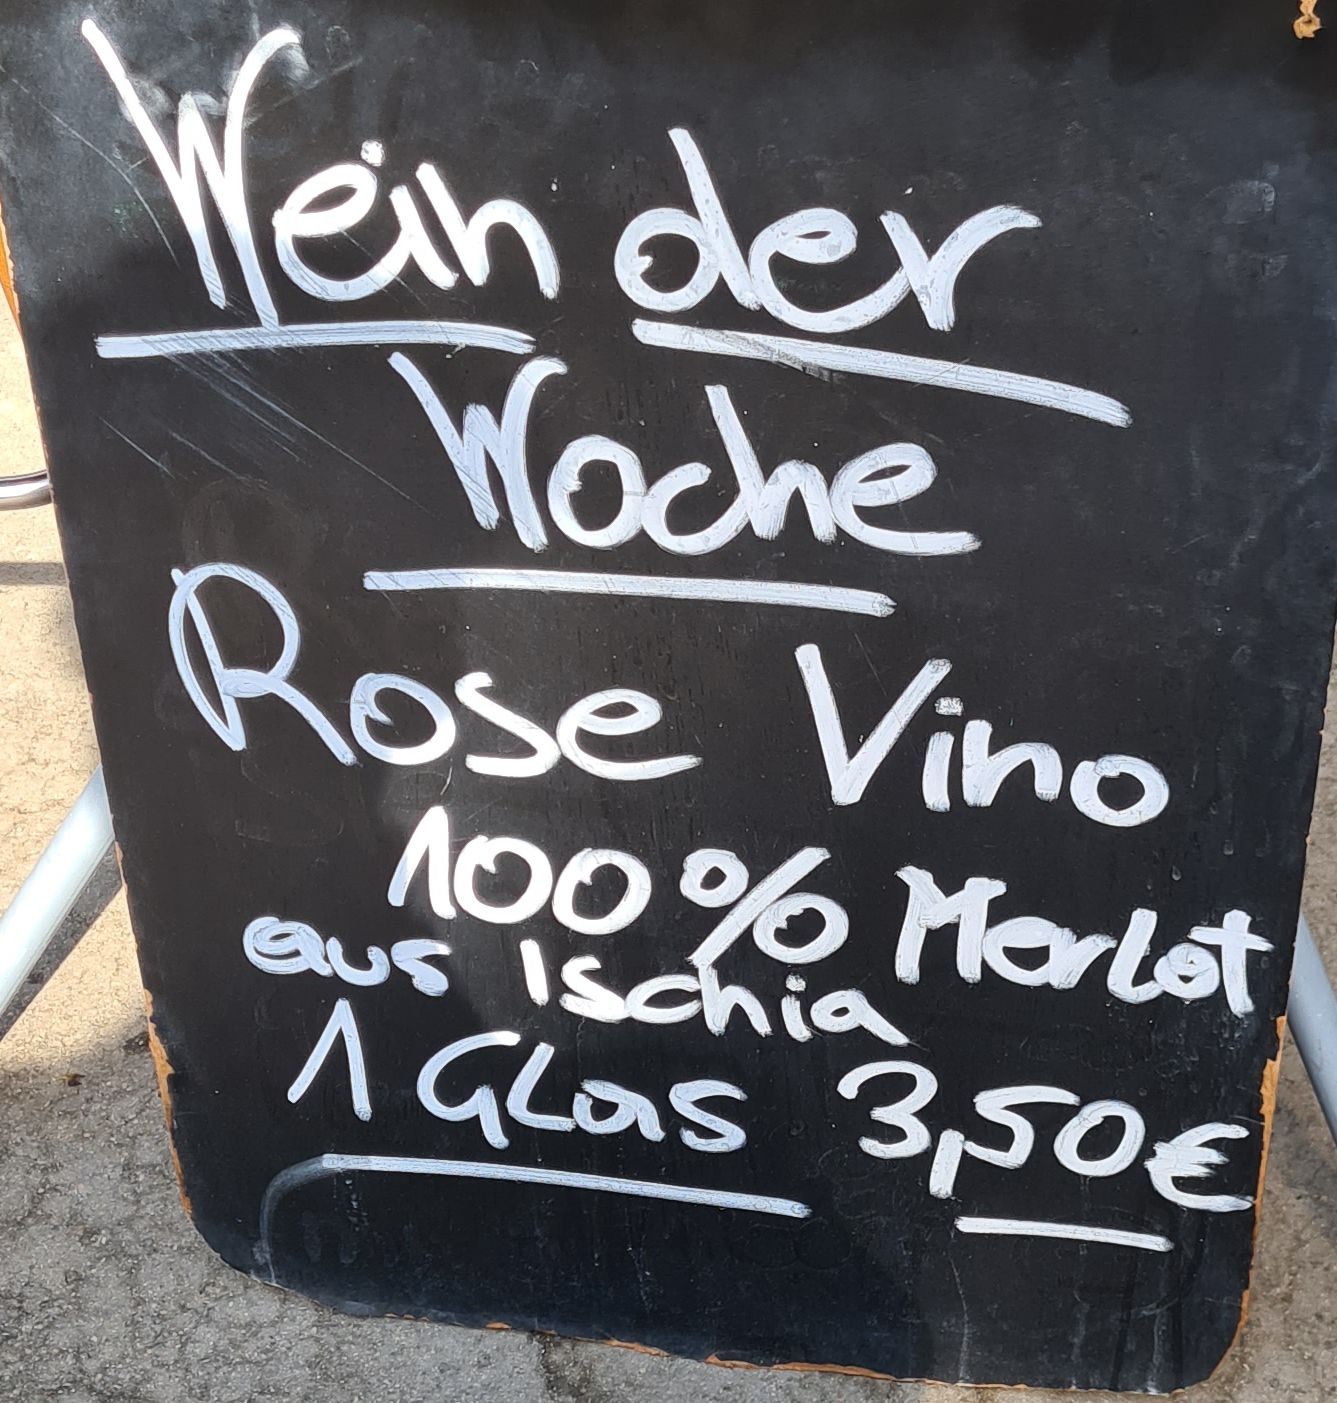 Wein der
Woche
Rose Vino
100% Merlot
aus Ischia
1 Glas 3,50€